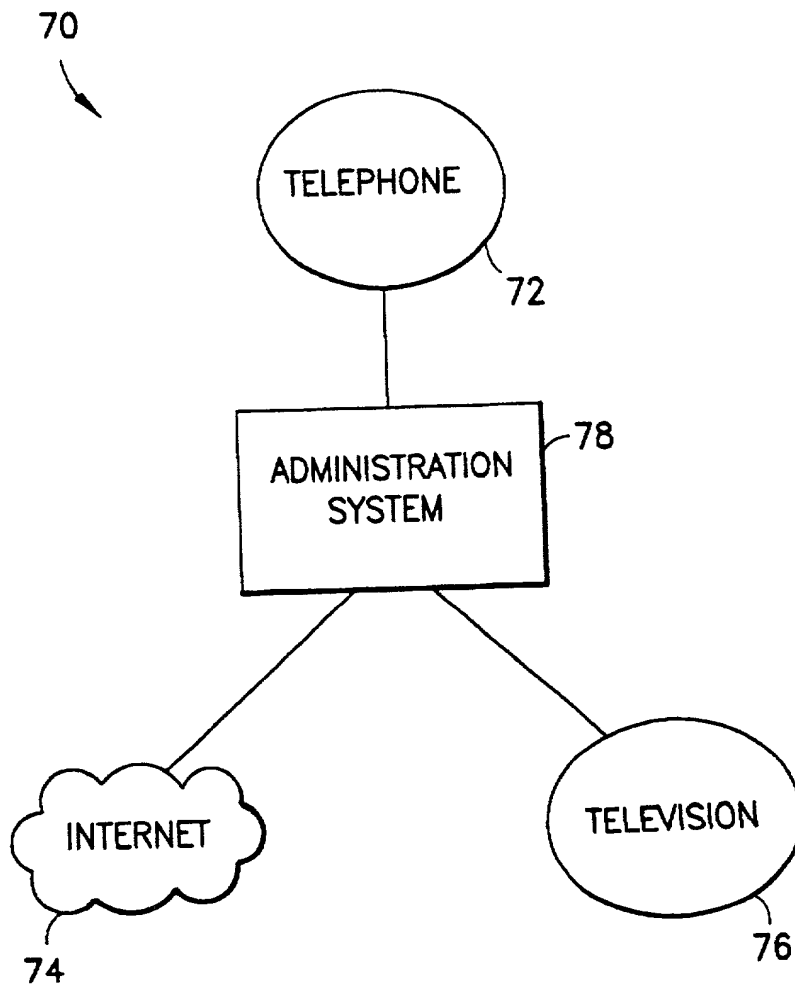 70
TELEPHONE
72
78
ADMINISTRATION
SYSTEM
INTERNET
TELEVISION
74
76